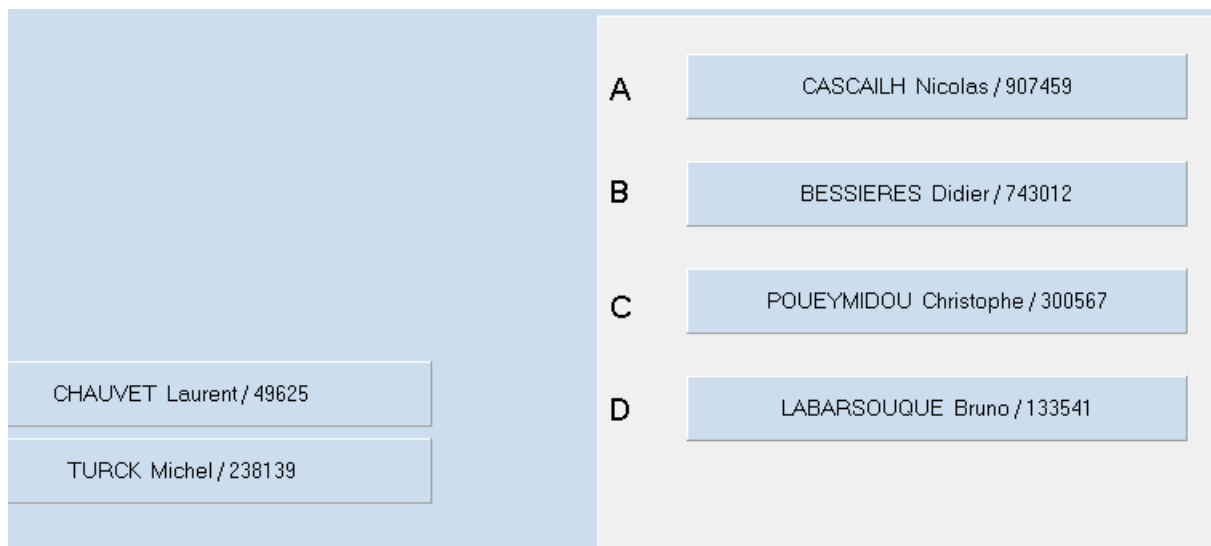 A
CASCAILH Nicolas / 907459
B
BESSIERES Didier / 743012
C
POUEYMIDOU Christophe / 300567
D
LABARSOUQUE Bruno / 133541
CHAUVET Laurent / 49625
TURCK Michel / 238139